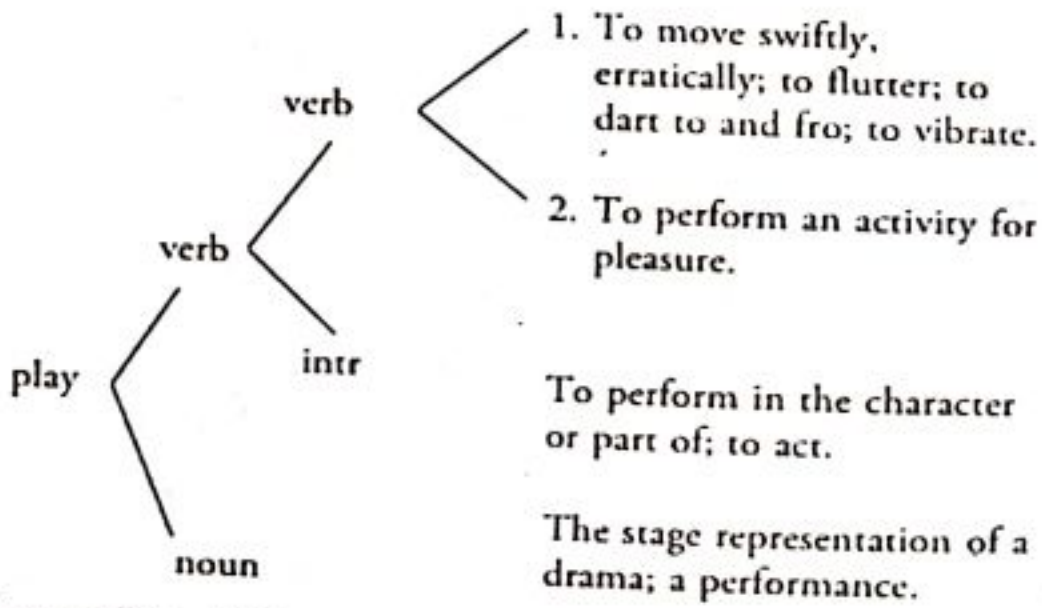 1. To move swiftly,
erratically; to flutter; to
dart to and fro; to vibrate.
verb
2. To perform an activity for
pleasure.
verb
intr
play
To perform in the character
or part of; to act.
The stage representation of a
drama; a performance.
noun